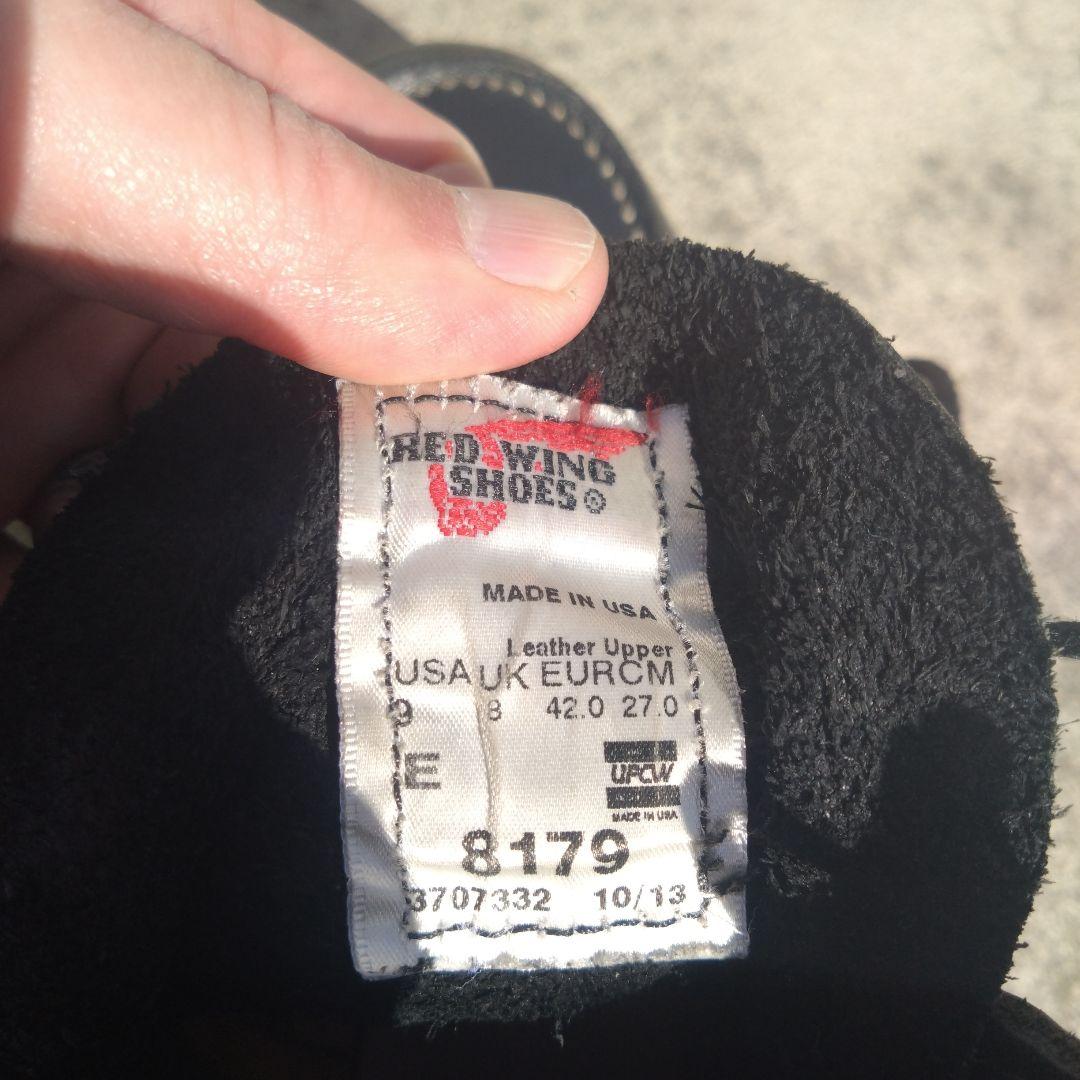 RED WING
SHOES®
MADE IN USA
Leather Upper
USA UK EUR CM
9 8 42.0 27.0
E
UFCW
MADE IN USA
8179
3707332 10/13